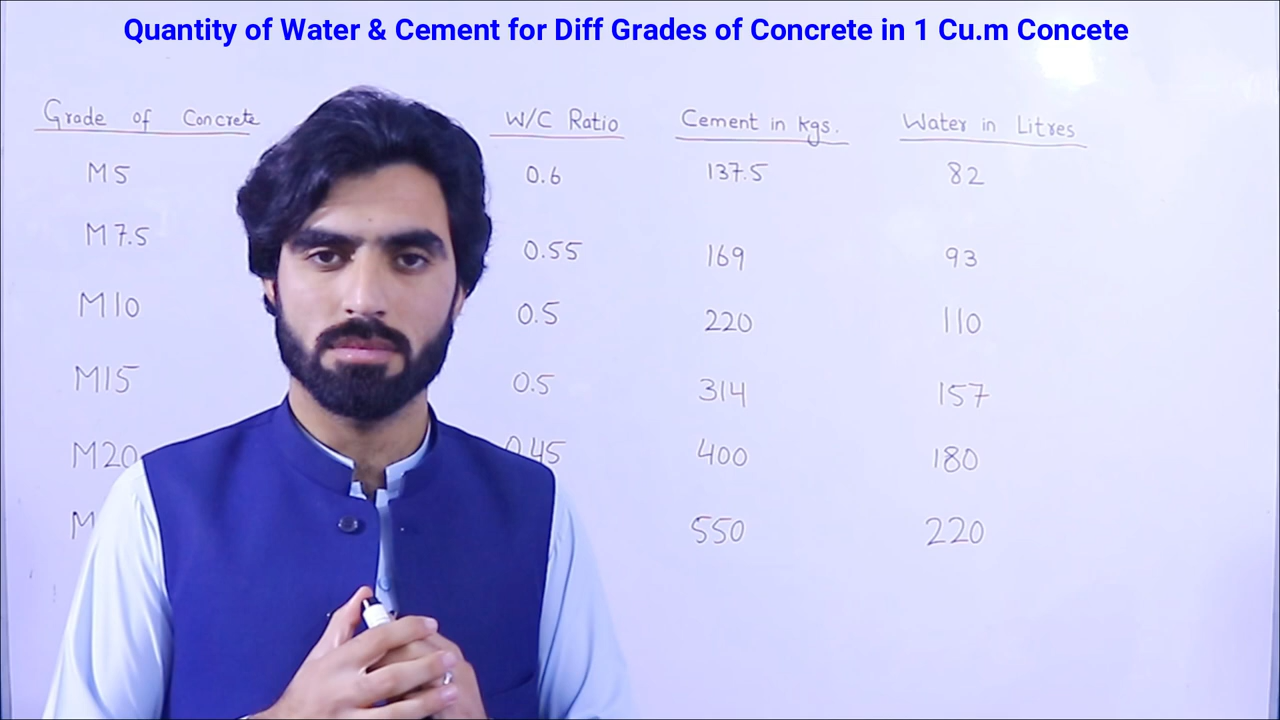 Quantity of Water & Cement for Diff Grades of Concrete in 1 Cu.m Concete
Grade of Concrete W/C Ratio Cement in kgs. Water in Litres
M5 0.6 137.5 82
M7.5 0.55 169 93
M10 0.5 220 110
M15 0.5 314 157
M20 0.45 400 180
M 550 220